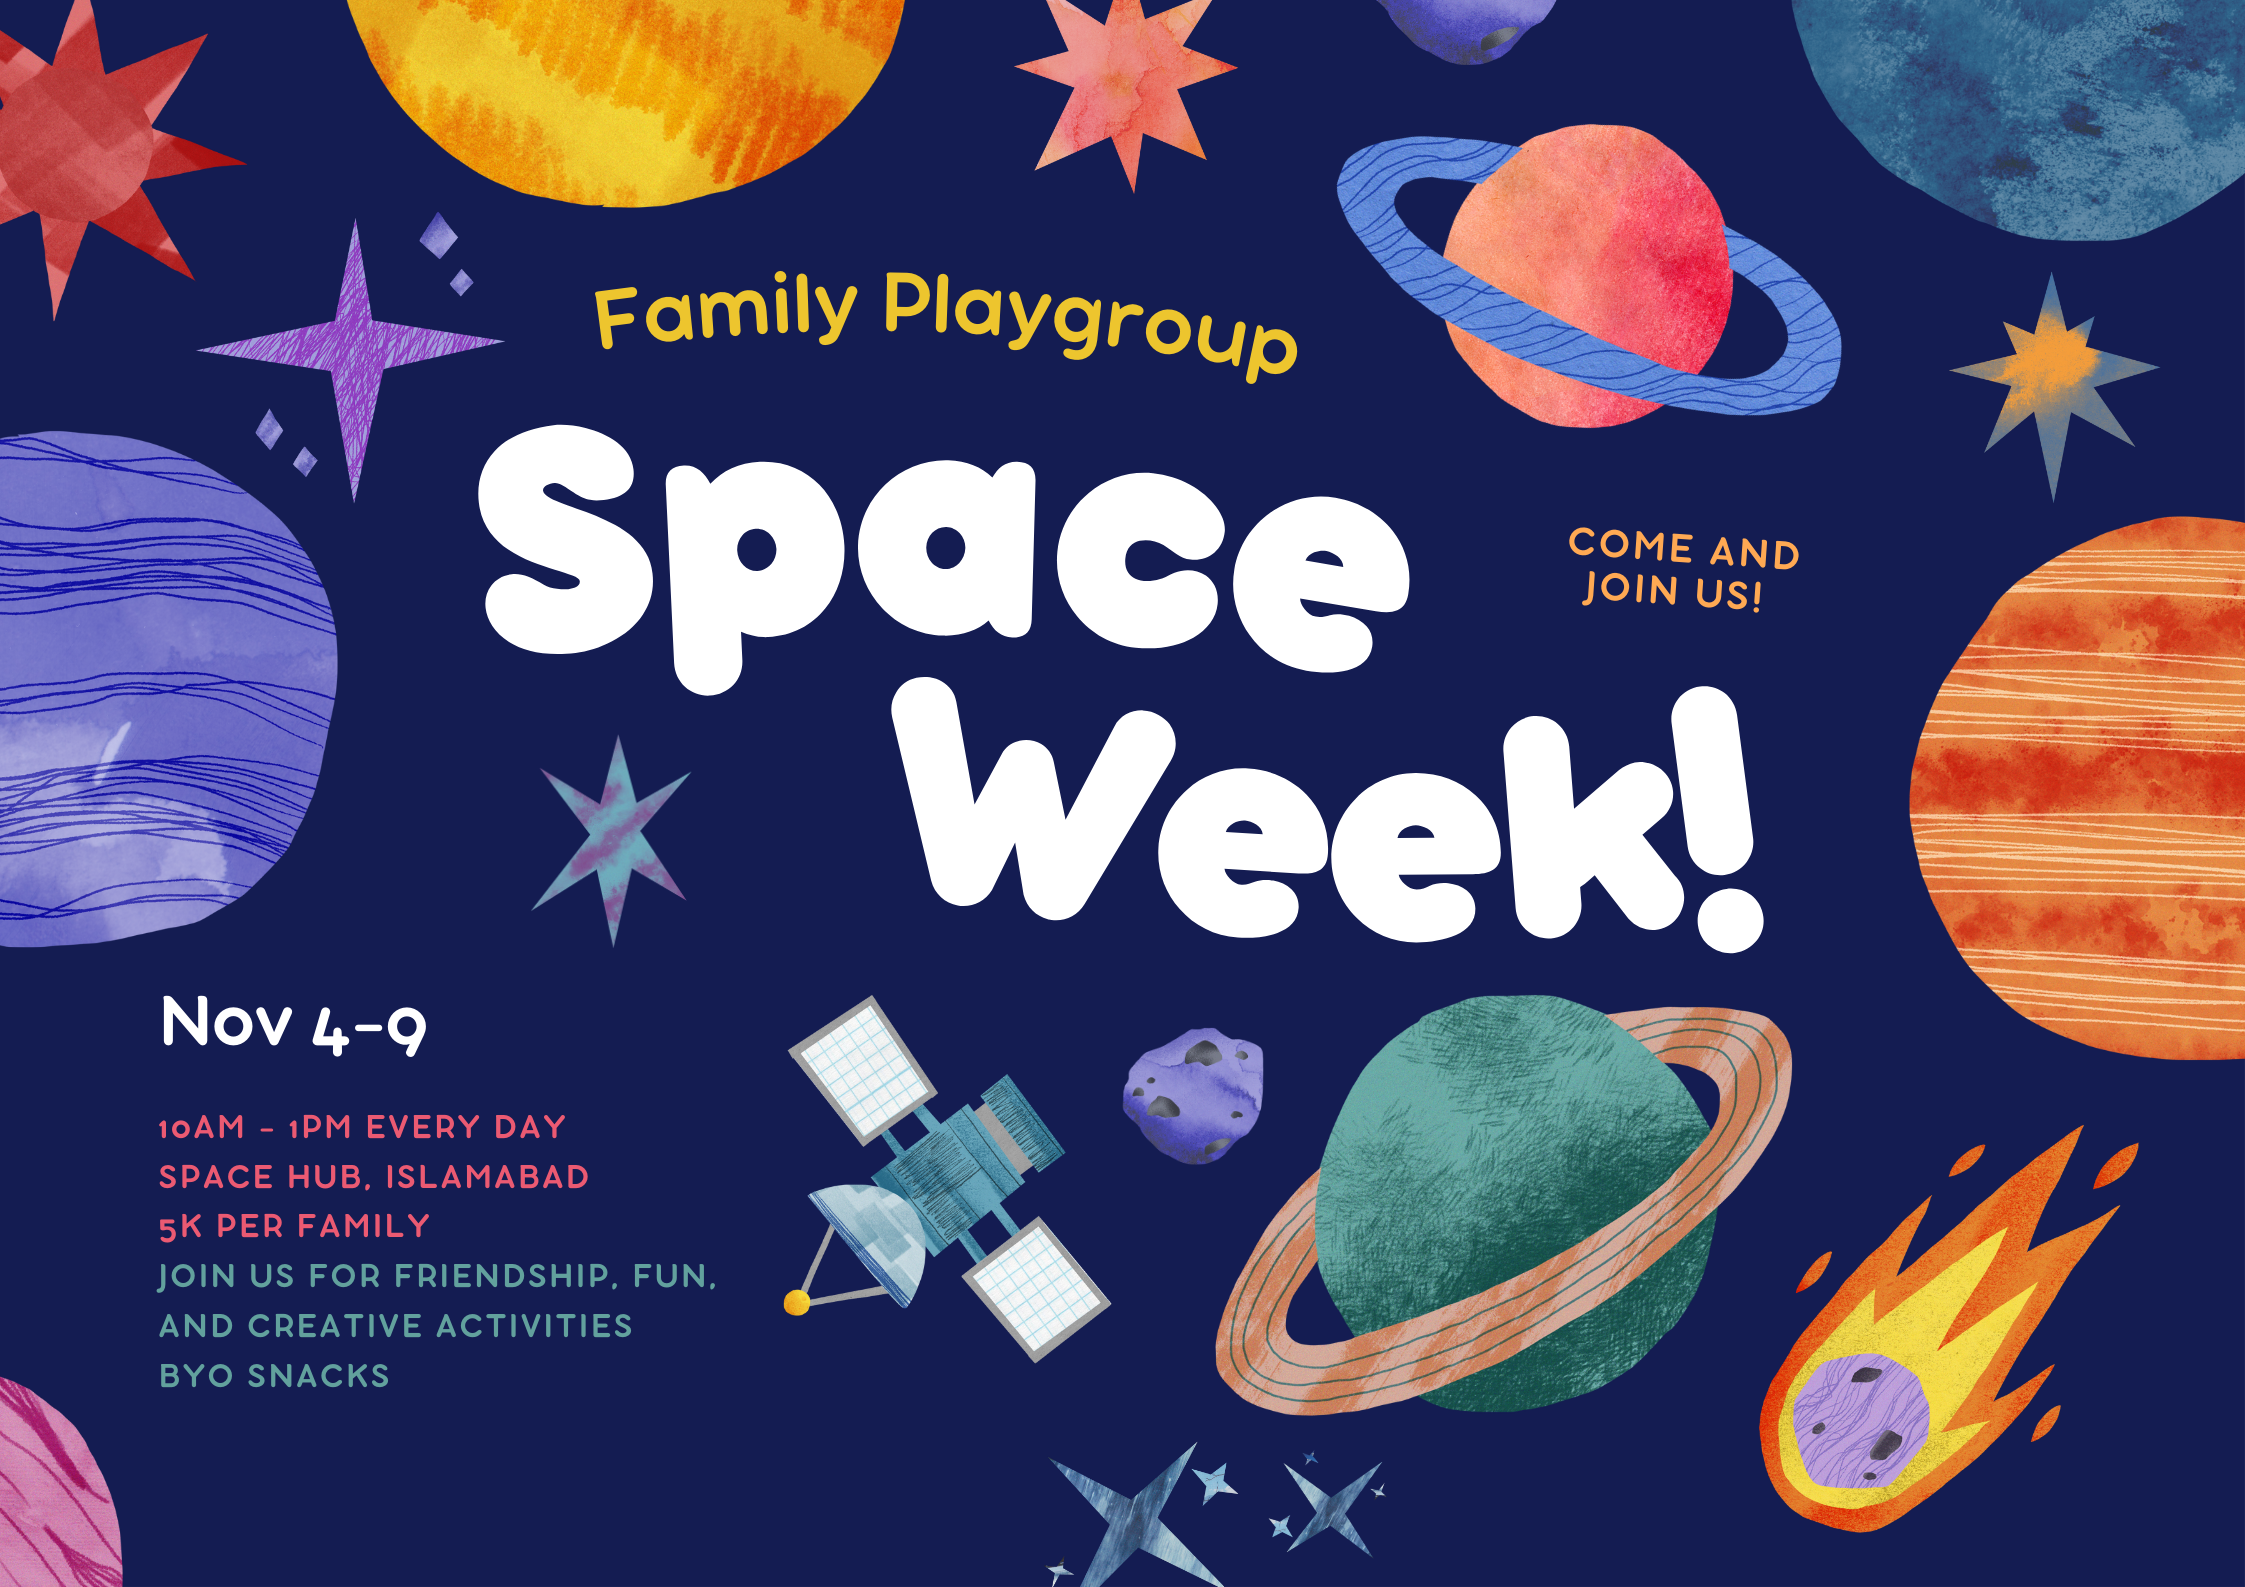 Family Playgroup
Space
Week!
COME AND
JOIN US!
Nov 4-9
10AM - 1PM EVERY DAY
SPACE HUB, ISLAMABAD
5K PER FAMILY
JOIN US FOR FRIENDSHIP, FUN,
AND CREATIVE ACTIVITIES
BYO SNACKS